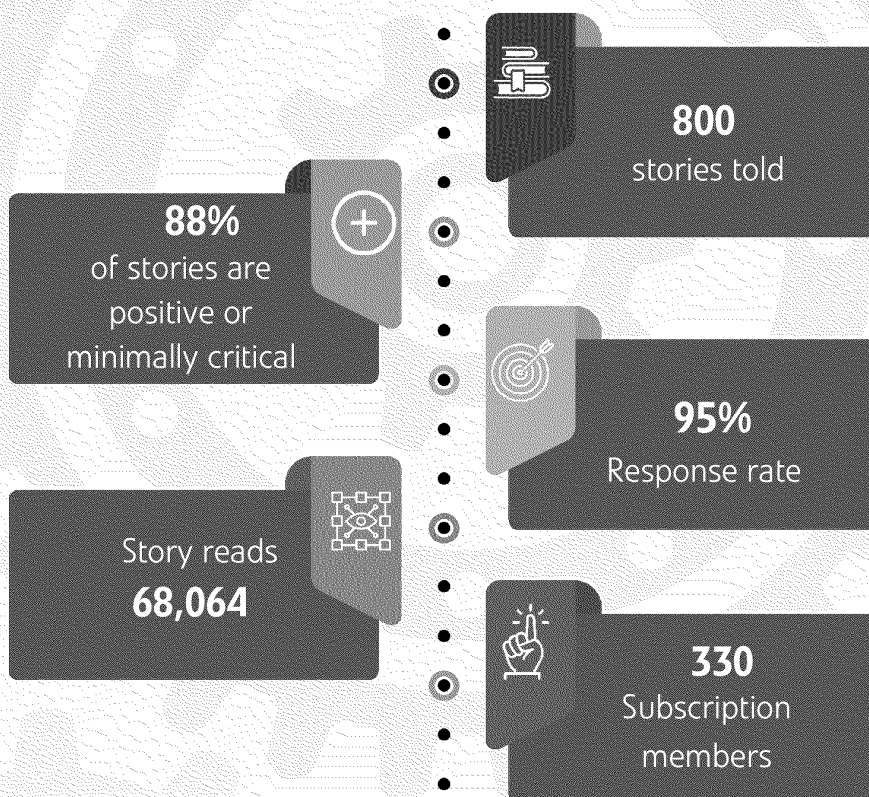 800
stories told
88%
of stories are
positive or
minimally critical
95%
Response rate
Story reads
68,064
330
Subscription
members